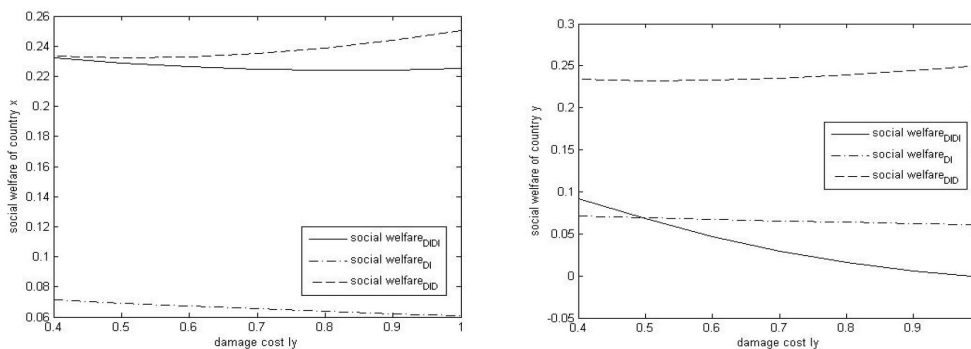 0.26
0.24
0.22
0.2
0.18
0.16
0.14
0.12
0.1
0.08
0.06
social welfare of country x
0.4 0.5 0.6 0.7 0.8 0.9 1
damage cost ly
social welfare_DIDI
social welfare_DI
social welfare_DID
0.3
0.25
0.2
0.15
0.1
0.05
0
-0.05
social welfare of country y
0.4 0.5 0.6 0.7 0.8 0.9
damage cost ly
social welfare_DIDI
social welfare_DI
social welfare_DID